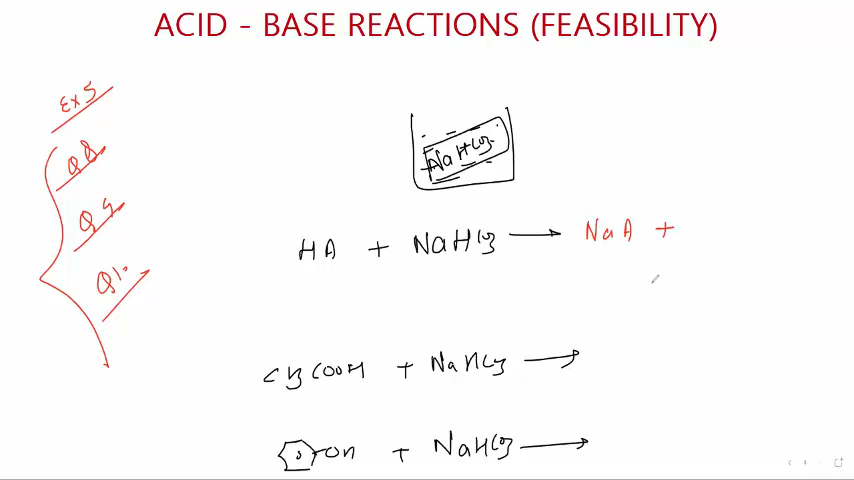 ACID - BASE REACTIONS (FEASIBILITY)
Ex 5
Q8
Q9
Q10
NaHCO3
HA + NaHCO3 → NaA +
CH3COOH + NaHCO3 →
OH + NaHCO3 →